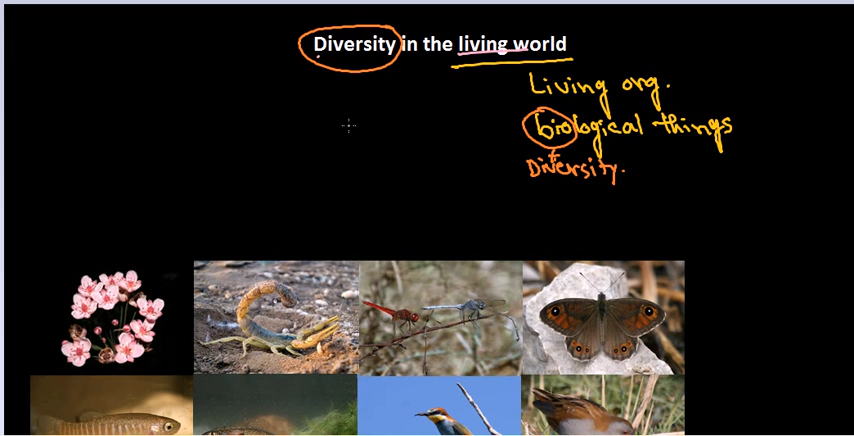 Diversity in the living world
Living org.
biological things
+
Diversity.